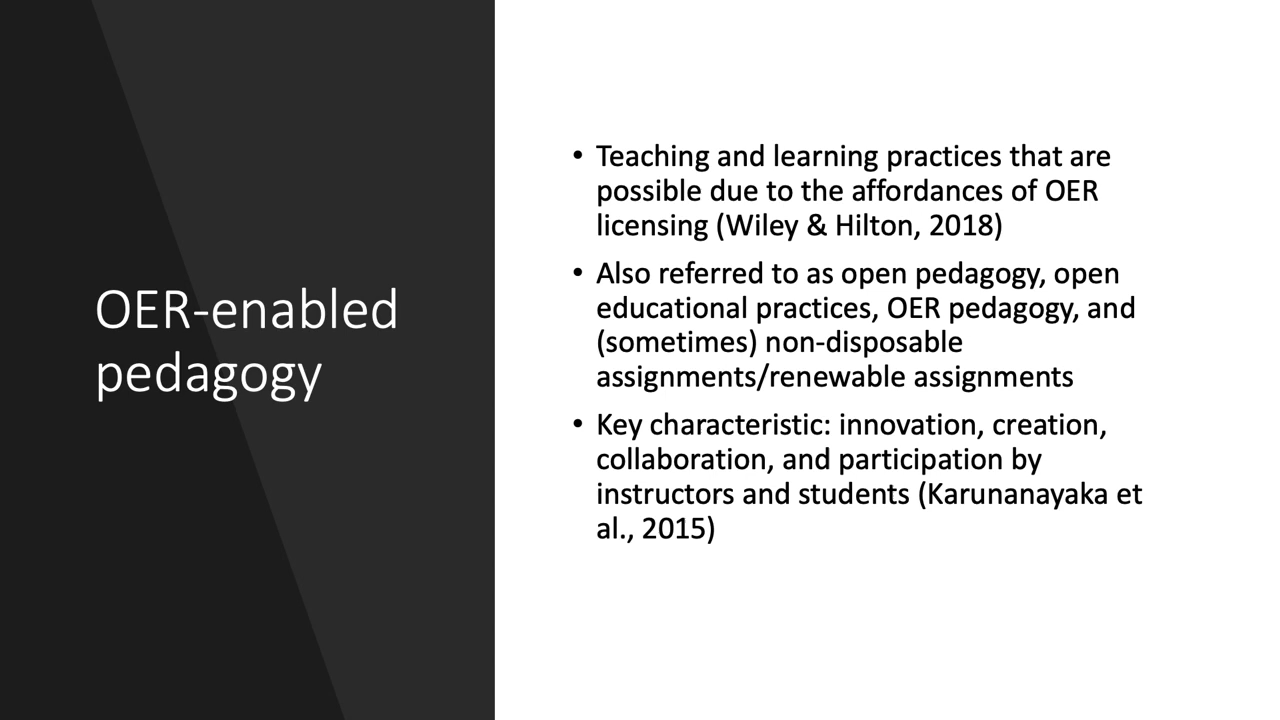 OER-enabled
pedagogy
• Teaching and learning practices that are
possible due to the affordances of OER
licensing (Wiley & Hilton, 2018)
• Also referred to as open pedagogy, open
educational practices, OER pedagogy, and
(sometimes) non-disposable
assignments/renewable assignments
• Key characteristic: innovation, creation,
collaboration, and participation by
instructors and students (Karunanayaka et
al., 2015)